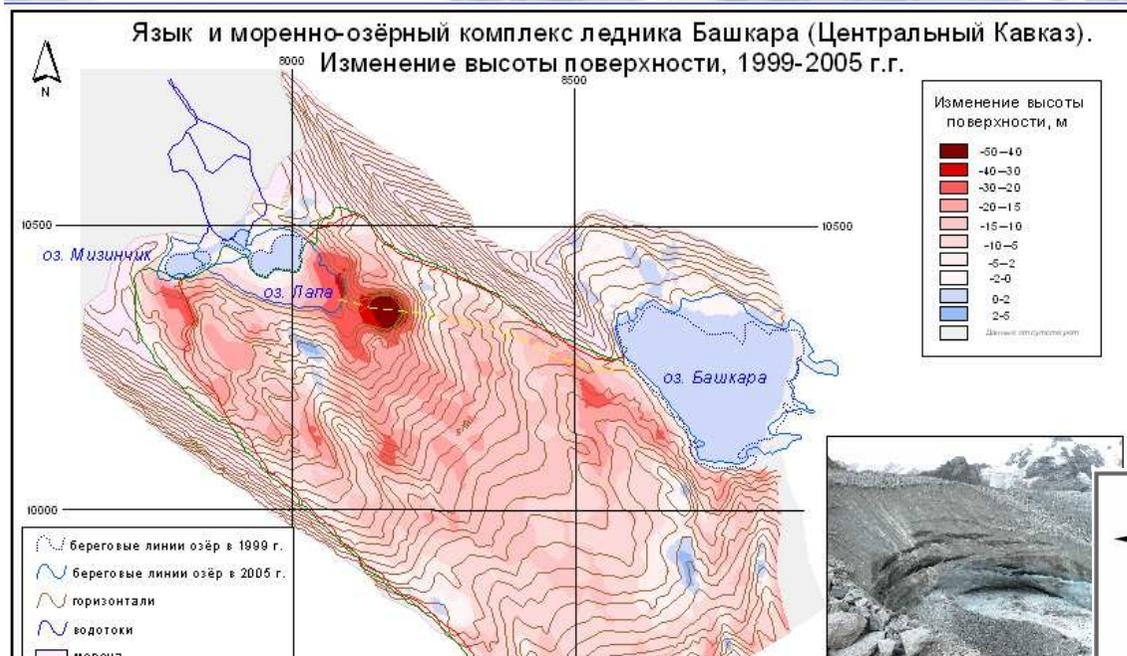 Язык и моренно-озёрный комплекс ледника Башкара (Центральный Кавказ).
Изменение высоты поверхности, 1999-2005 г.г.
N
8000
8500
Изменение высоты
поверхности, м
-50–-40
-40–-30
-30–-20
-20–-15
-15–-10
-10–-5
-5–-2
-2-0
0-2
2-5
Данные отсутствуют
10500
10500
оз. Мизинчик
оз. Лапа
оз. Башкара
10000
береговые линии озёр в 1999 г.
береговые линии озёр в 2005 г.
горизонтали
водотоки
морена